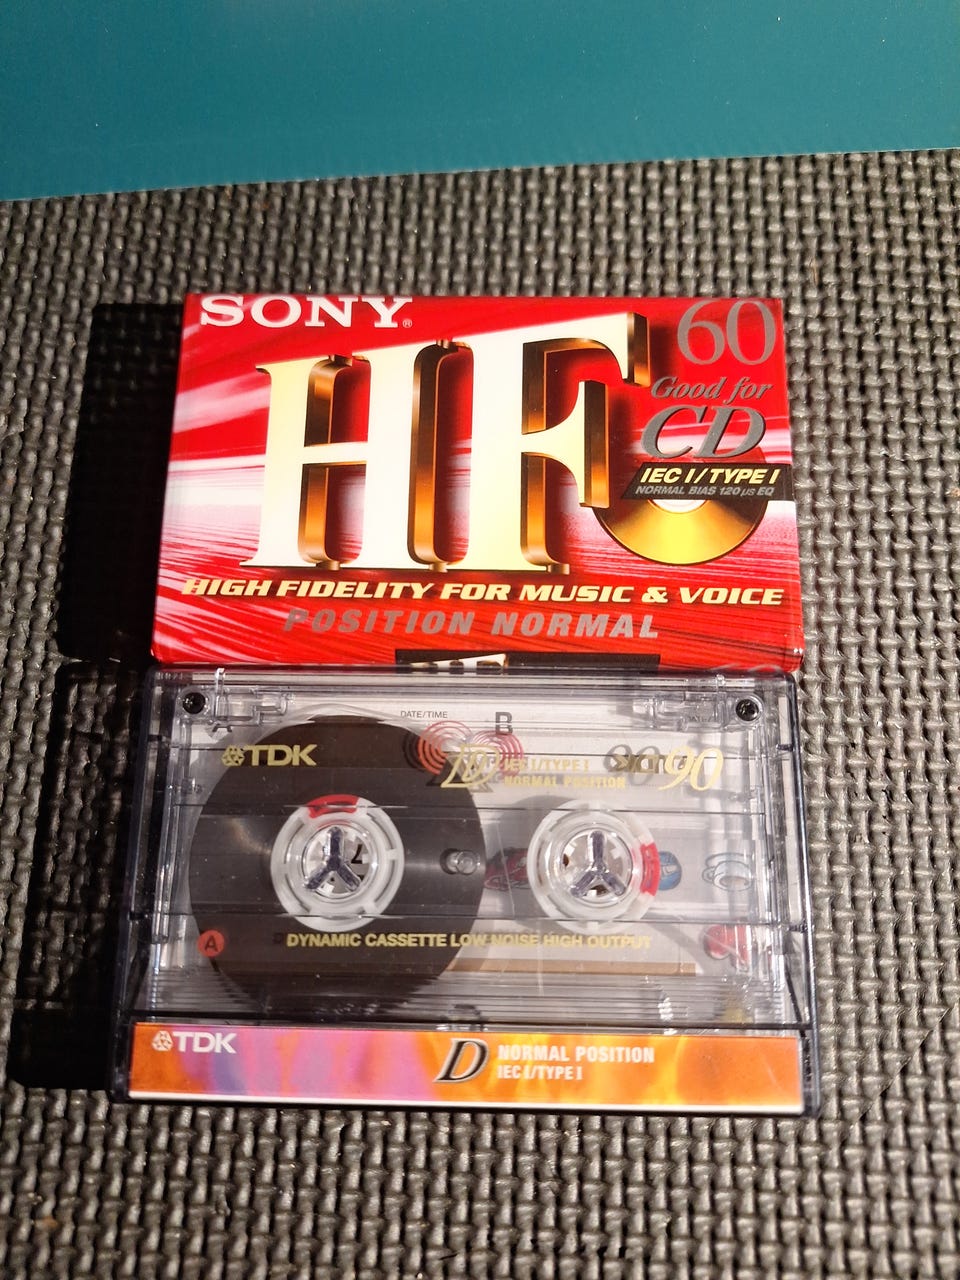 SONY®
60
HF
Good for
CD
IEC I / TYPE I
NORMAL BIAS 120 μs EQ
HIGH FIDELITY FOR MUSIC & VOICE
POSITION NORMAL
DATE/TIME
B
TDK
D
IEC I/TYPE I
NORMAL POSITION
90
A
DYNAMIC CASSETTE LOW NOISE HIGH OUTPUT
TDK
D
NORMAL POSITION
IEC I/TYPE I